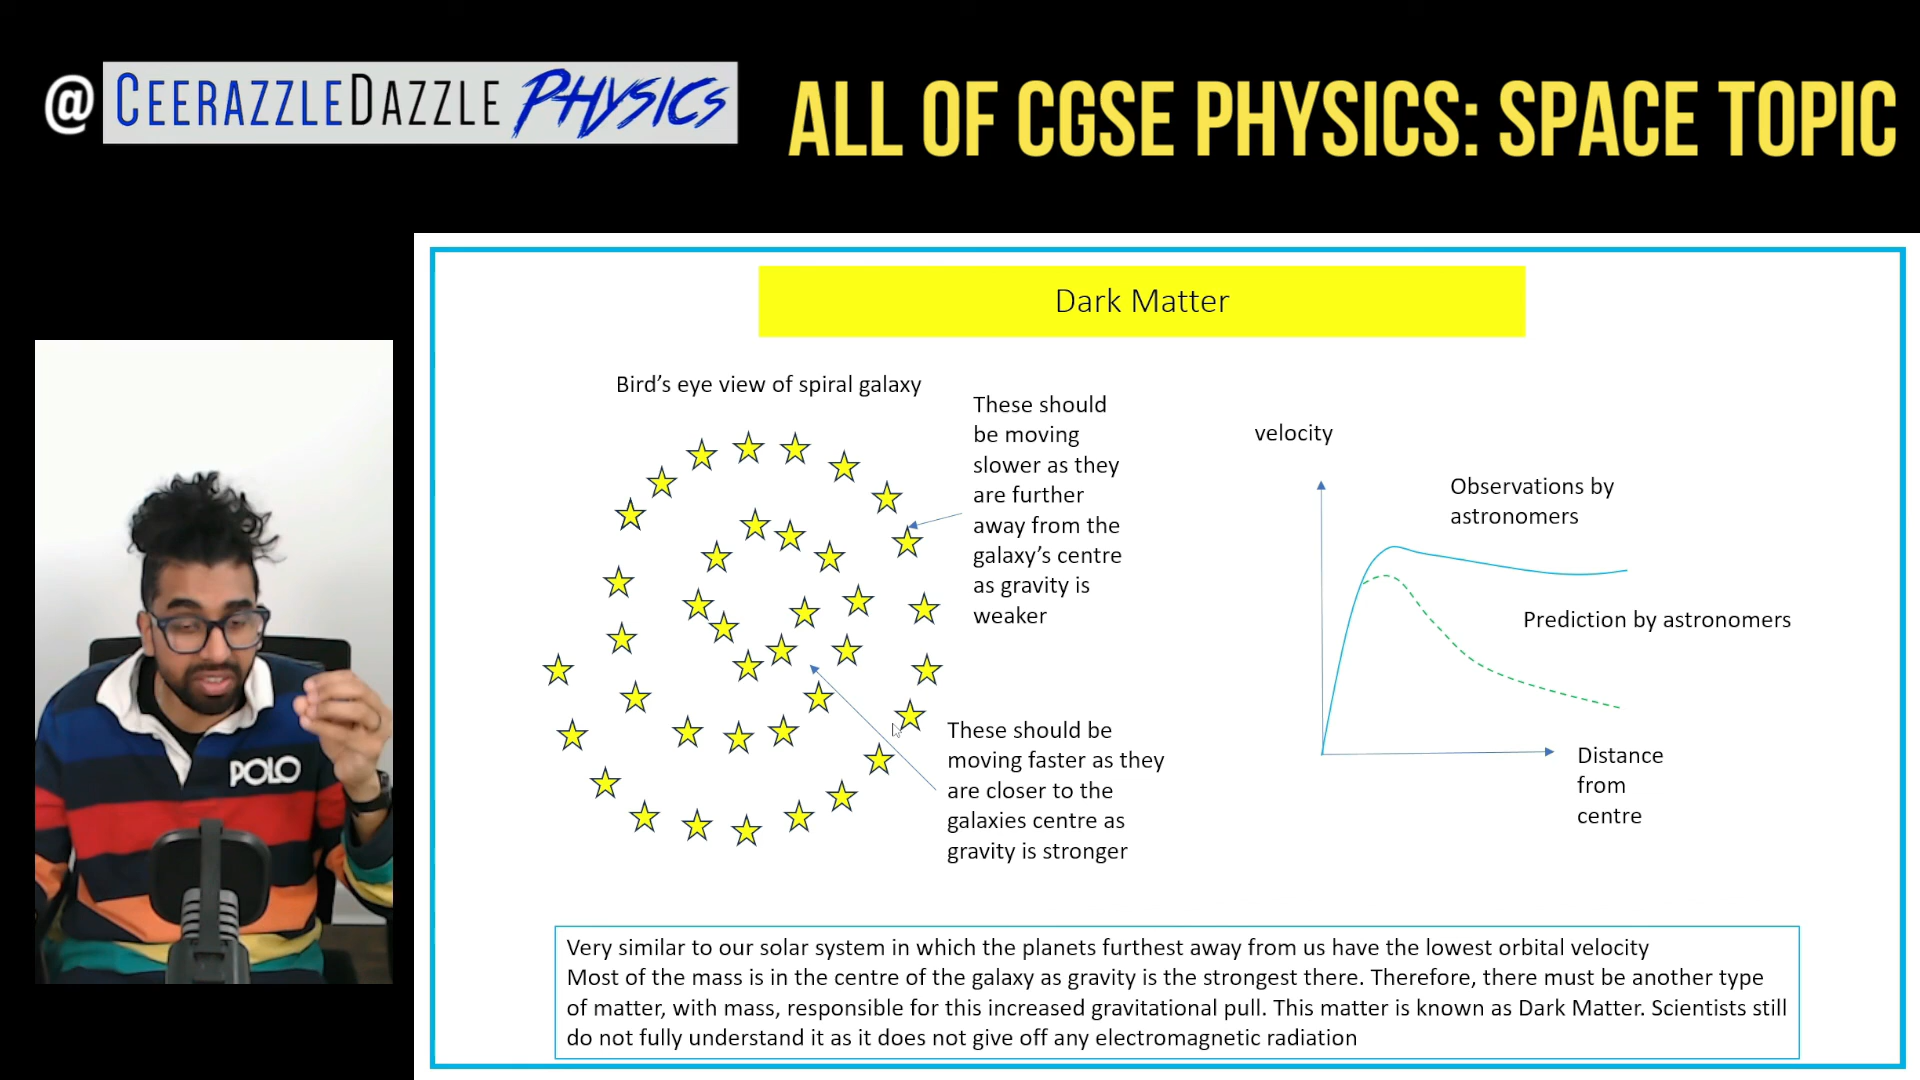 @ CEERAZZLEDAZZLE PHYSICS
ALL OF CGSE PHYSICS: SPACE TOPIC
Dark Matter
Bird's eye view of spiral galaxy
These should
be moving
slower as they
are further
away from the
galaxy's centre
as gravity is
weaker
These should be
moving faster as they
are closer to the
galaxies centre as
gravity is stronger
velocity
Observations by
astronomers
Prediction by astronomers
Distance
from
centre
POLO
Very similar to our solar system in which the planets furthest away from us have the lowest orbital velocity
Most of the mass is in the centre of the galaxy as gravity is the strongest there. Therefore, there must be another type
of matter, with mass, responsible for this increased gravitational pull. This matter is known as Dark Matter. Scientists still
do not fully understand it as it does not give off any electromagnetic radiation